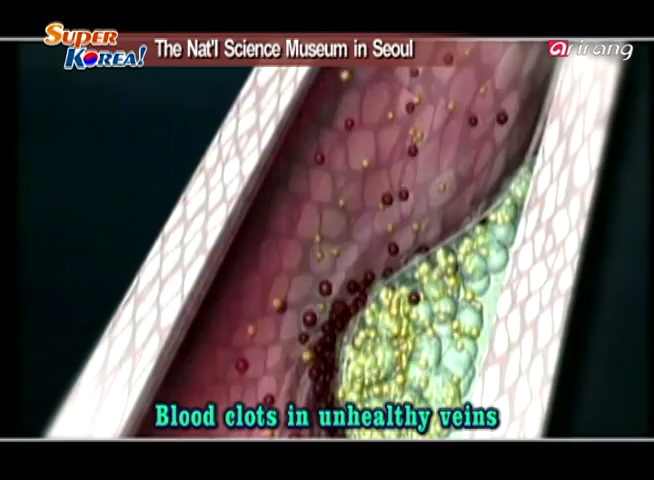 Super Korea!
The Nat'l Science Museum in Seoul
arirang
Blood clots in unhealthy veins